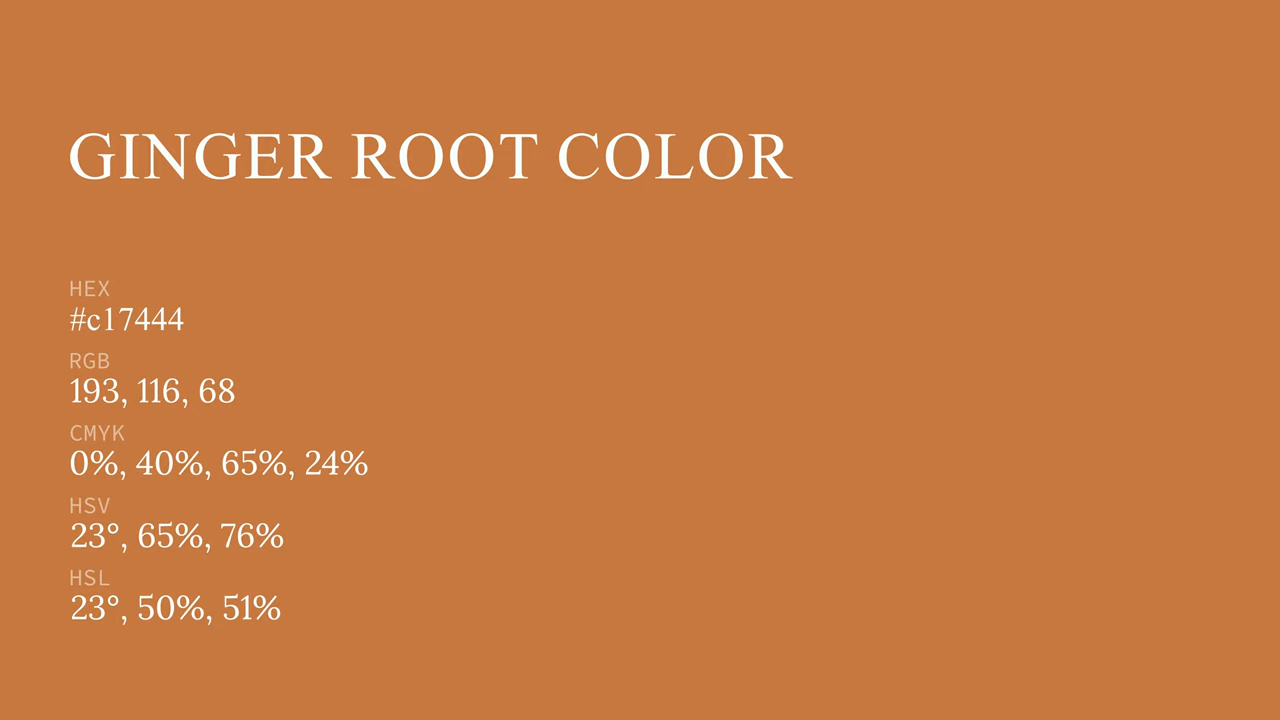 GINGER ROOT COLOR
HEX
#c17444
RGB
193, 116, 68
CMYK
0%, 40%, 65%, 24%
HSV
23°, 65%, 76%
HSL
23°, 50%, 51%